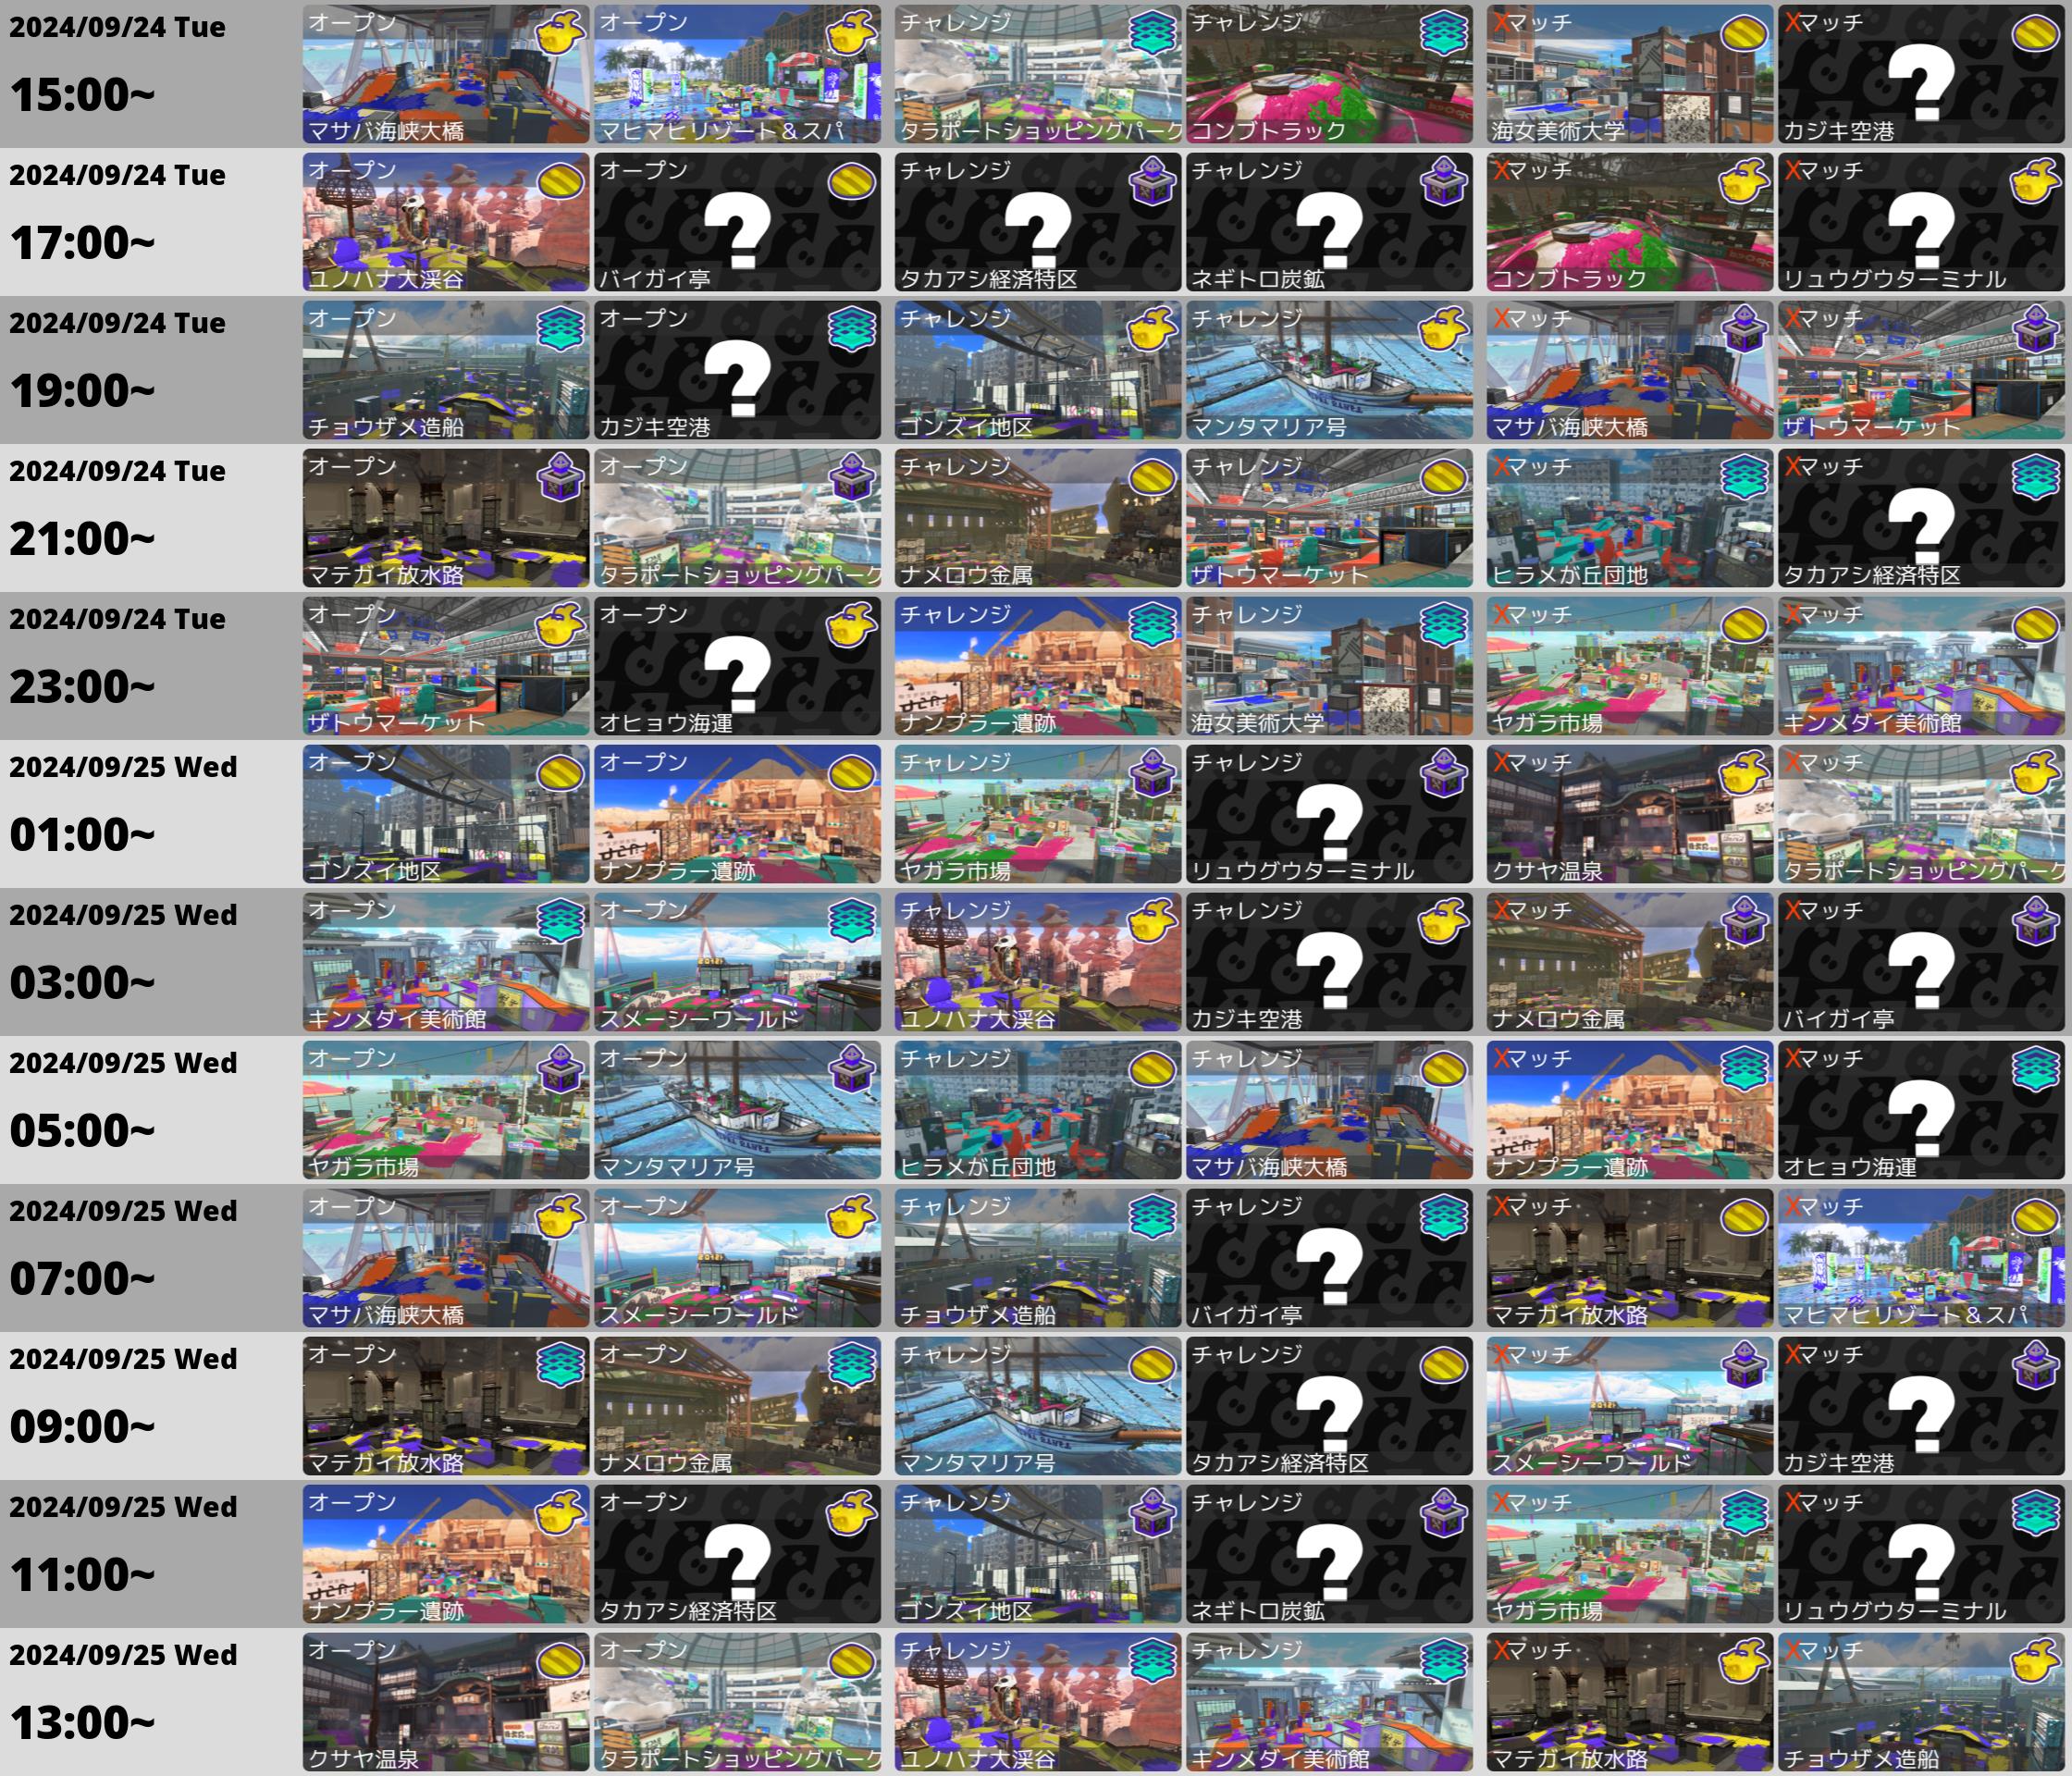 2024/09/24 Tue
15:00~
オープン
マサバ海峡大橋
オープン
マヒマヒリゾート&スパ
チャレンジ
タラポートショッピングパーク
チャレンジ
コンブトラック
Xマッチ
海女美術大学
Xマッチ
カジキ空港
2024/09/24 Tue
17:00~
オープン
ユノハナ大渓谷
オープン
バイガイ亭
チャレンジ
タカアシ経済特区
チャレンジ
ネギトロ炭鉱
Xマッチ
コンブトラック
Xマッチ
リュウグウターミナル
2024/09/24 Tue
19:00~
オープン
チョウザメ造船
オープン
カジキ空港
チャレンジ
ゴンズイ地区
チャレンジ
マンタマリア号
Xマッチ
マサバ海峡大橋
Xマッチ
ザトウマーケット
2024/09/24 Tue
21:00~
オープン
マテガイ放水路
オープン
タラポートショッピングパーク
チャレンジ
ナメロウ金属
チャレンジ
ザトウマーケット
Xマッチ
ヒラメが丘団地
Xマッチ
タカアシ経済特区
2024/09/24 Tue
23:00~
オープン
ザトウマーケット
オープン
オヒョウ海運
チャレンジ
ナンプラー遺跡
チャレンジ
海女美術大学
Xマッチ
ヤガラ市場
Xマッチ
キンメダイ美術館
2024/09/25 Wed
01:00~
オープン
ゴンズイ地区
オープン
ナンプラー遺跡
チャレンジ
ヤガラ市場
チャレンジ
リュウグウターミナル
Xマッチ
クサヤ温泉
Xマッチ
タラポートショッピングパーク
2024/09/25 Wed
03:00~
オープン
キンメダイ美術館
オープン
スメーシーワールド
チャレンジ
ユノハナ大渓谷
チャレンジ
カジキ空港
Xマッチ
ナメロウ金属
Xマッチ
バイガイ亭
2024/09/25 Wed
05:00~
オープン
ヤガラ市場
オープン
マンタマリア号
チャレンジ
ヒラメが丘団地
チャレンジ
マサバ海峡大橋
Xマッチ
ナンプラー遺跡
Xマッチ
オヒョウ海運
2024/09/25 Wed
07:00~
オープン
マサバ海峡大橋
オープン
スメーシーワールド
チャレンジ
チョウザメ造船
チャレンジ
バイガイ亭
Xマッチ
マテガイ放水路
Xマッチ
マヒマヒリゾート&スパ
2024/09/25 Wed
09:00~
オープン
マテガイ放水路
オープン
ナメロウ金属
チャレンジ
マンタマリア号
チャレンジ
タカアシ経済特区
Xマッチ
スメーシーワールド
Xマッチ
カジキ空港
2024/09/25 Wed
11:00~
オープン
ナンプラー遺跡
オープン
タカアシ経済特区
チャレンジ
ゴンズイ地区
チャレンジ
ネギトロ炭鉱
Xマッチ
ヤガラ市場
Xマッチ
リュウグウターミナル
2024/09/25 Wed
13:00~
オープン
クサヤ温泉
オープン
タラポートショッピングパーク
チャレンジ
ユノハナ大渓谷
チャレンジ
キンメダイ美術館
Xマッチ
マテガイ放水路
Xマッチ
チョウザメ造船